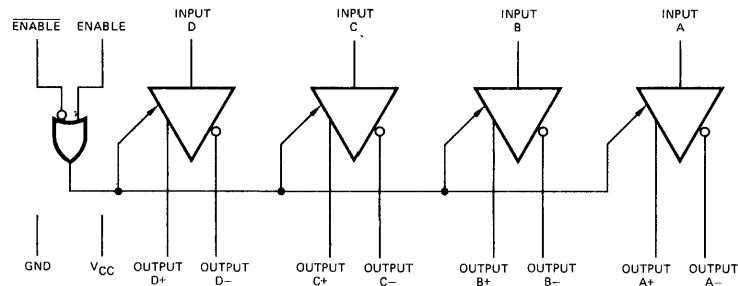 INPUT
D
INPUT
C
INPUT
B
INPUT
A
ENABLE ENABLE
GND
VCC
OUTPUT
D+
OUTPUT
D−
OUTPUT
C+
OUTPUT
C−
OUTPUT
B+
OUTPUT
B−
OUTPUT
A+
OUTPUT
A−